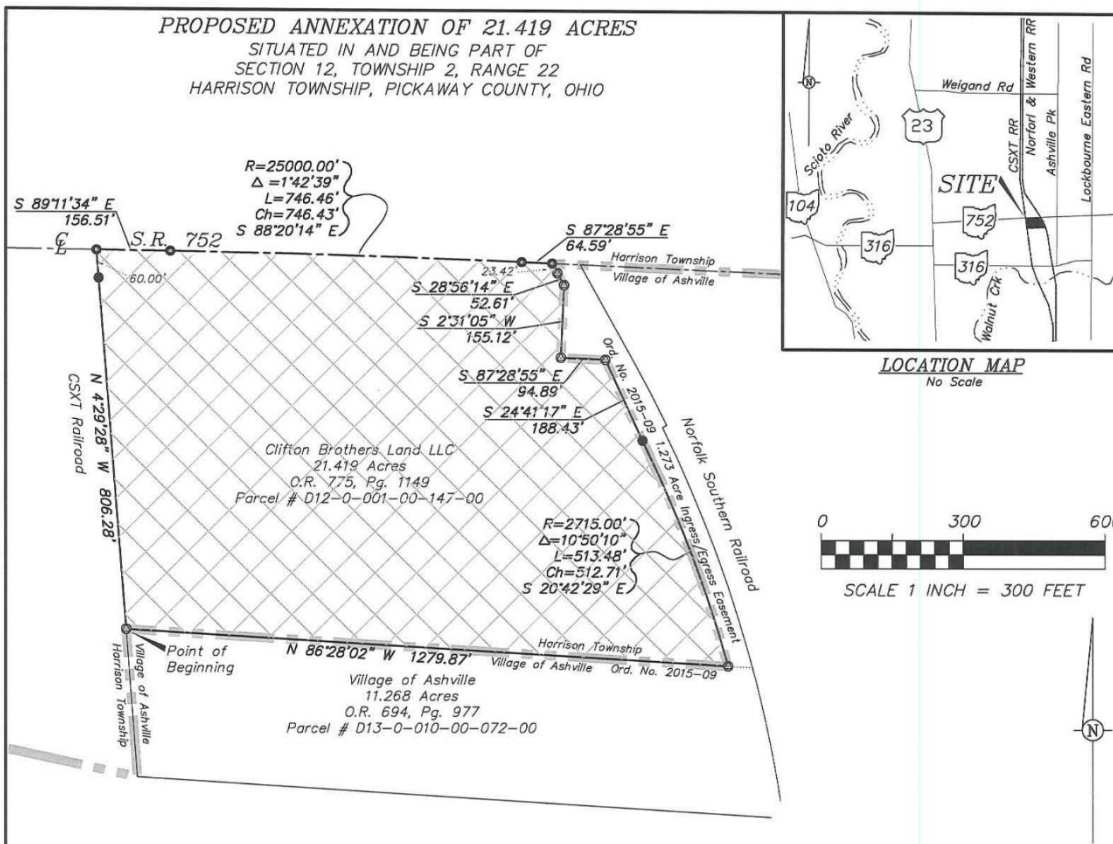 PROPOSED ANNEXATION OF 21.419 ACRES
SITUATED IN AND BEING PART OF
SECTION 12, TOWNSHIP 2, RANGE 22
HARRISON TOWNSHIP, PICKAWAY COUNTY, OHIO
R=25000.00'
Δ =1°42'39"
L=746.46'
Ch=746.43'
S 88°20'14" E
S 89°11'34" E
156.51'
S 87°28'55" E
64.59'
℄ S.R. 752
60.00'
23.42'
Harrison Township
Village of Ashville
S 28°56'14" E
52.61'
S 2°31'05" W
155.12'
S 87°28'55" E
94.89'
S 24°41'17" E
188.43'
Ord. No. 2015-09
1.273 Acre Ingress/Egress Easement
Norfolk Southern Railroad
CSXT Railroad
N 4°29'28" W 806.28'
Clifton Brothers Land LLC
21.419 Acres
O.R. 775, Pg. 1149
Parcel # D12-0-001-00-147-00
R=2715.00'
Δ=10°50'10"
L=513.48'
Ch=512.71'
S 20°42'29" E
Point of
Beginning
N 86°28'02" W 1279.87'
Harrison Township
Village of Ashville Ord. No. 2015-09
Village of Ashville
11.268 Acres
O.R. 694, Pg. 977
Parcel # D13-0-010-00-072-00
Village of Ashville
Harrison Township
N
Scioto River
Weigand Rd
23
CSXT RR
Norforl & Western RR
Ashville Pk
Lockbourne Eastern Rd
SITE
104
316
752
316
Walnut Crk
LOCATION MAP
No Scale
0 300 600
SCALE 1 INCH = 300 FEET
N